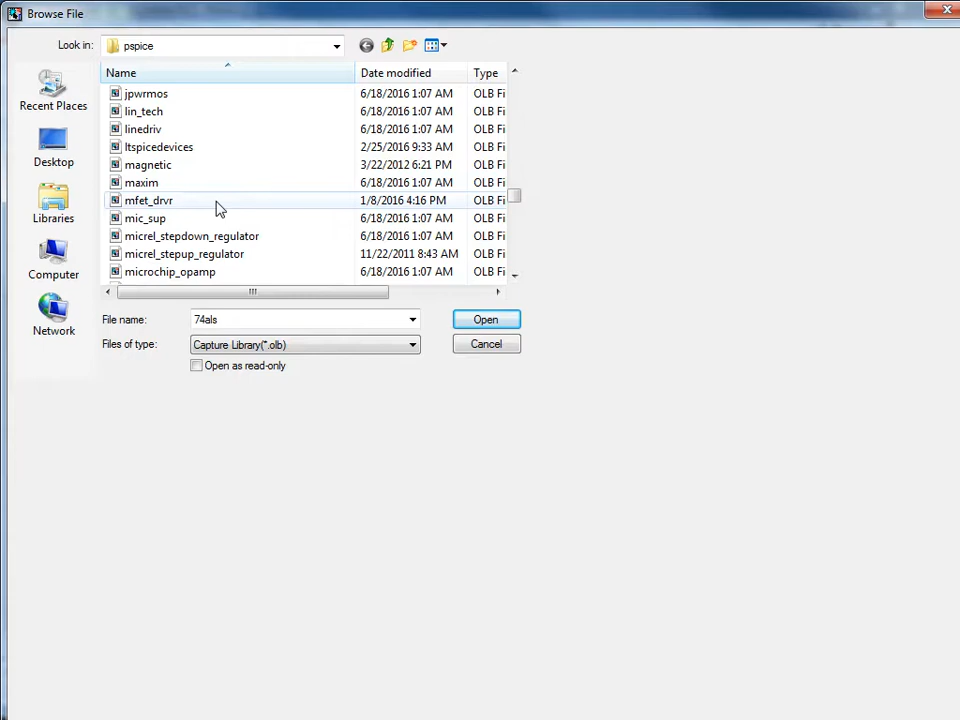 Browse File
Look in: pspice
Name Date modified Type
jpwrmos 6/18/2016 1:07 AM OLB Fi
lin_tech 6/18/2016 1:07 AM OLB Fi
linedriv 6/18/2016 1:07 AM OLB Fi
ltspicedevices 2/25/2016 9:33 AM OLB Fi
magnetic 3/22/2012 6:21 PM OLB Fi
maxim 6/18/2016 1:07 AM OLB Fi
mfet_drvr 1/8/2016 4:16 PM OLB Fi
mic_sup 6/18/2016 1:07 AM OLB Fi
micrel_stepdown_regulator 6/18/2016 1:07 AM OLB Fi
micrel_stepup_regulator 11/22/2011 8:43 AM OLB Fi
microchip_opamp 6/18/2016 1:07 AM OLB Fi
Recent Places
Desktop
Libraries
Computer
Network
File name: 74als Open
Files of type: Capture Library(*.olb) Cancel
Open as read-only